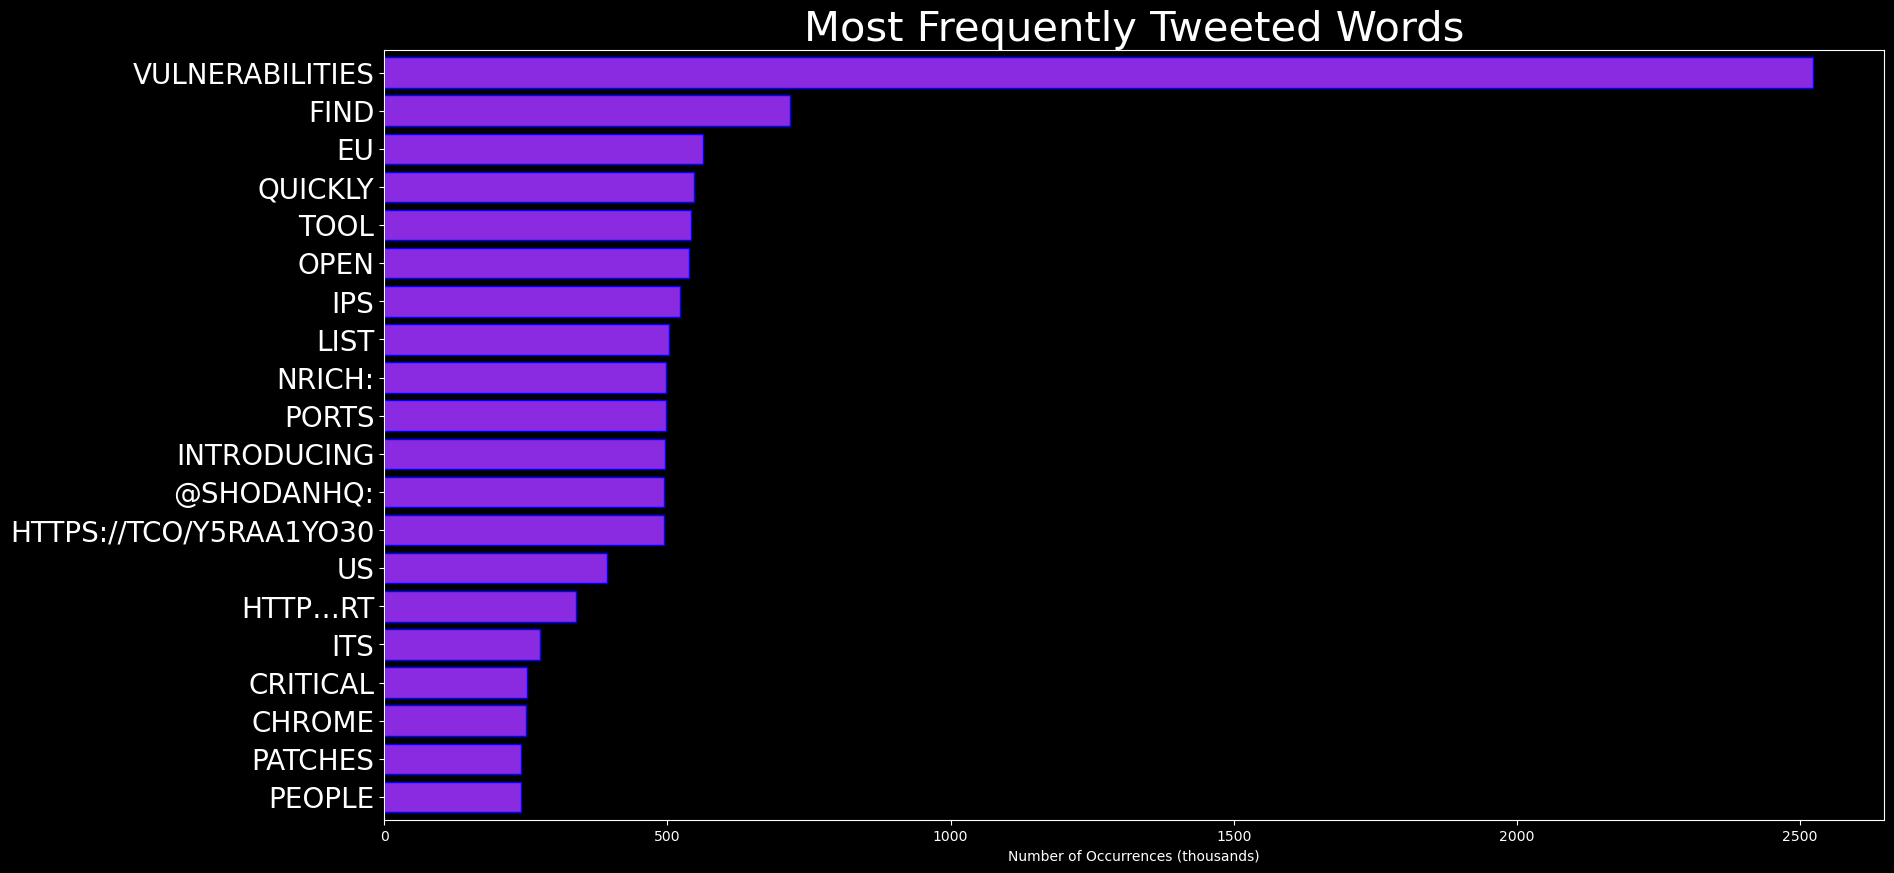 Most Frequently Tweeted Words
VULNERABILITIES
FIND
EU
QUICKLY
TOOL
OPEN
IPS
LIST
NRICH:
PORTS
INTRODUCING
@SHODANHQ:
HTTPS://TCO/Y5RAA1YO30
US
HTTP…RT
ITS
CRITICAL
CHROME
PATCHES
PEOPLE
0 500 1000 1500 2000 2500
Number of Occurrences (thousands)